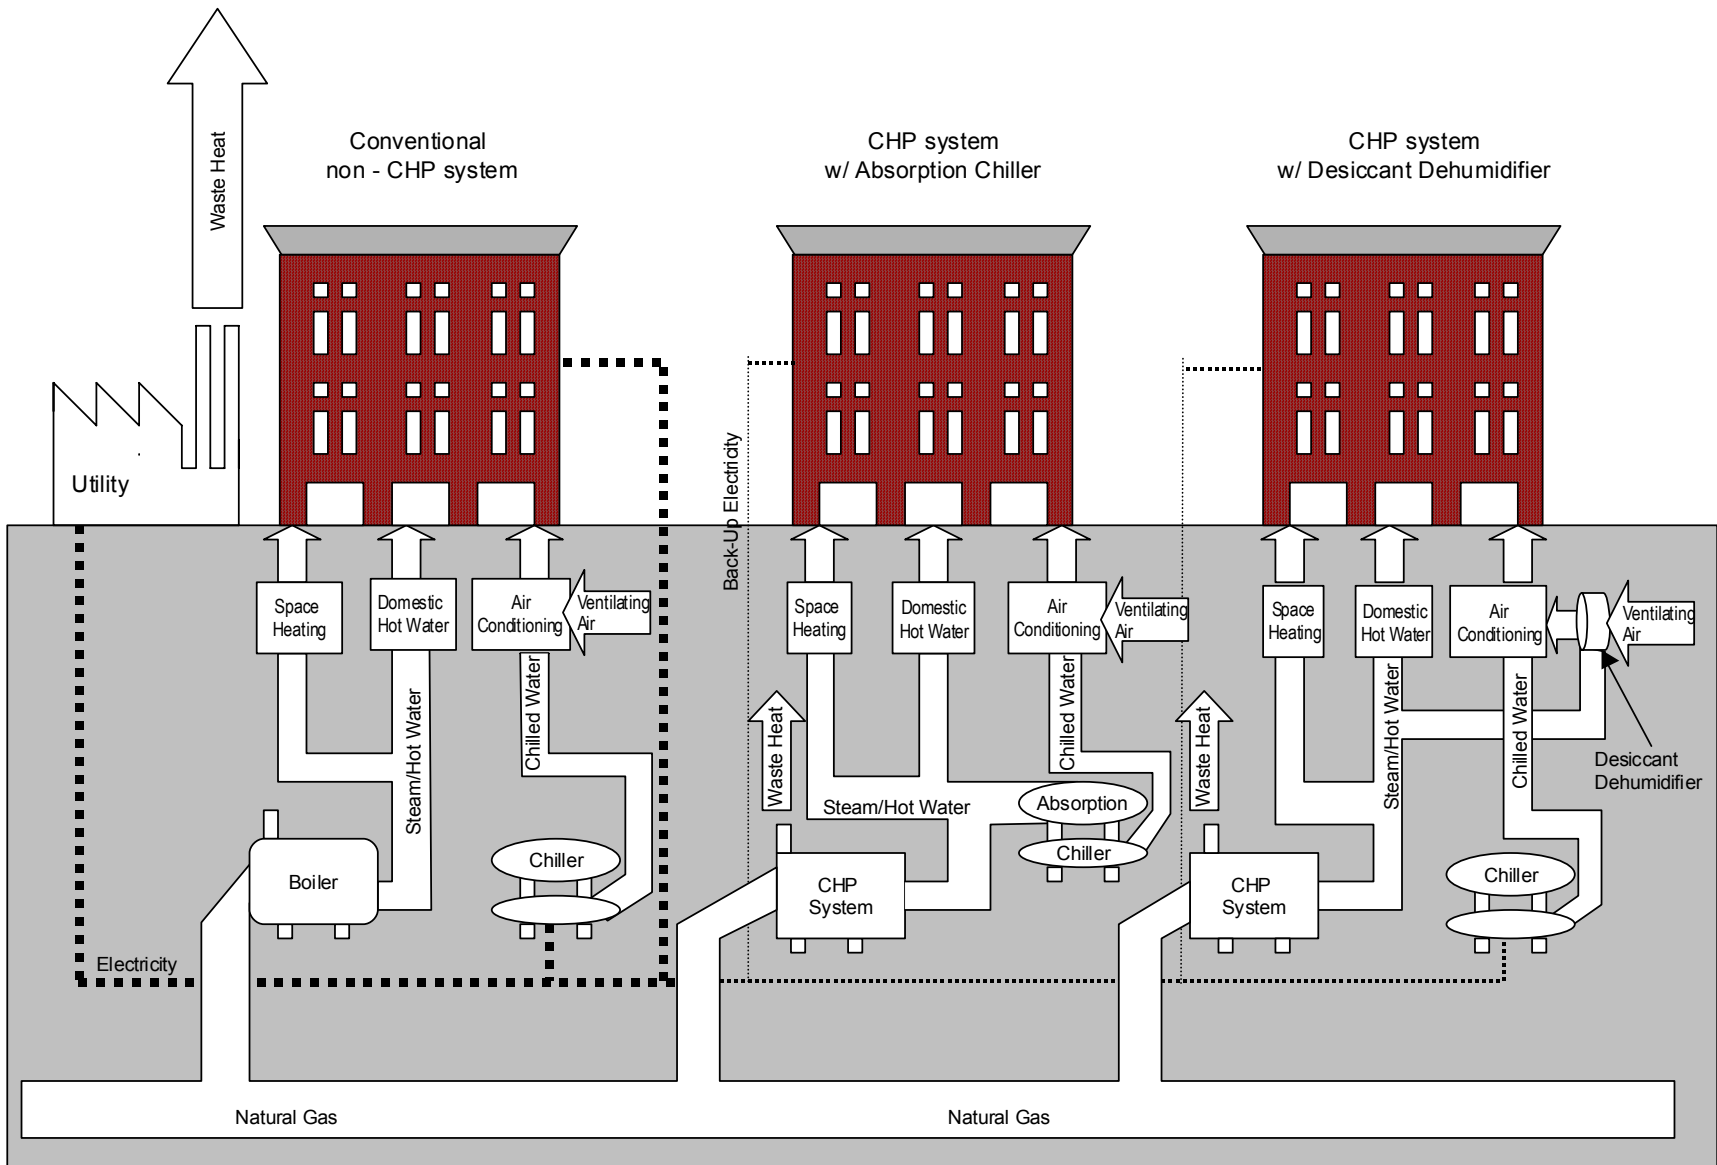 Waste Heat
Conventional
non - CHP system
CHP system
w/ Absorption Chiller
CHP system
w/ Desiccant Dehumidifier
Utility
Back-Up Electricity
Space
Heating
Domestic
Hot Water
Air
Conditioning
Ventilating
Air
Space
Heating
Domestic
Hot Water
Air
Conditioning
Ventilating
Air
Space
Heating
Domestic
Hot Water
Air
Conditioning
Ventilating
Air
Steam/Hot Water
Chilled Water
Waste Heat
Steam/Hot Water
Chilled Water
Waste Heat
Steam/Hot Water
Chilled Water
Desiccant
Dehumidifier
Boiler
Chiller
CHP
System
Absorption
Chiller
CHP
System
Chiller
Electricity
Natural Gas
Natural Gas